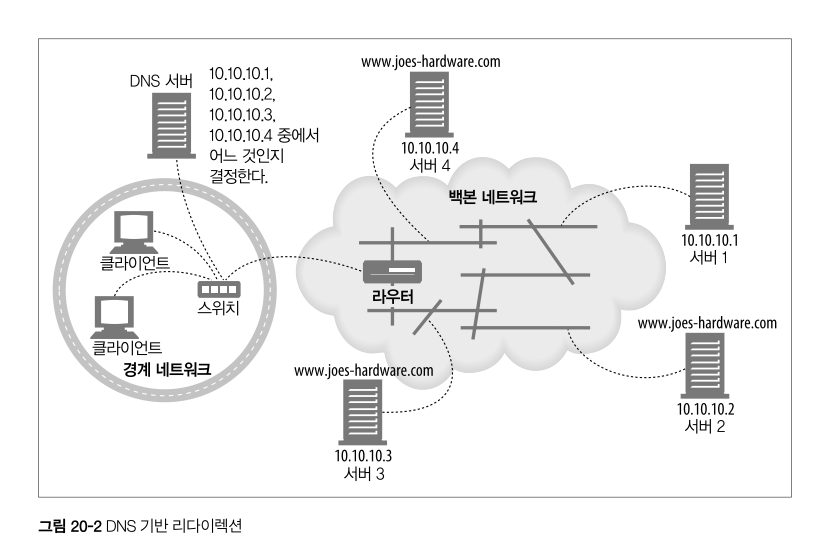 DNS 서버
10.10.10.1,
10.10.10.2,
10.10.10.3,
10.10.10.4 중에서
어느 것인지
결정한다.
www.joes-hardware.com
10.10.10.4
서버 4
백본 네트워크
10.10.10.1
서버 1
클라이언트
스위치
클라이언트
경계 네트워크
라우터
www.joes-hardware.com
10.10.10.2
서버 2
www.joes-hardware.com
10.10.10.3
서버 3
그림 20-2 DNS 기반 리다이렉션